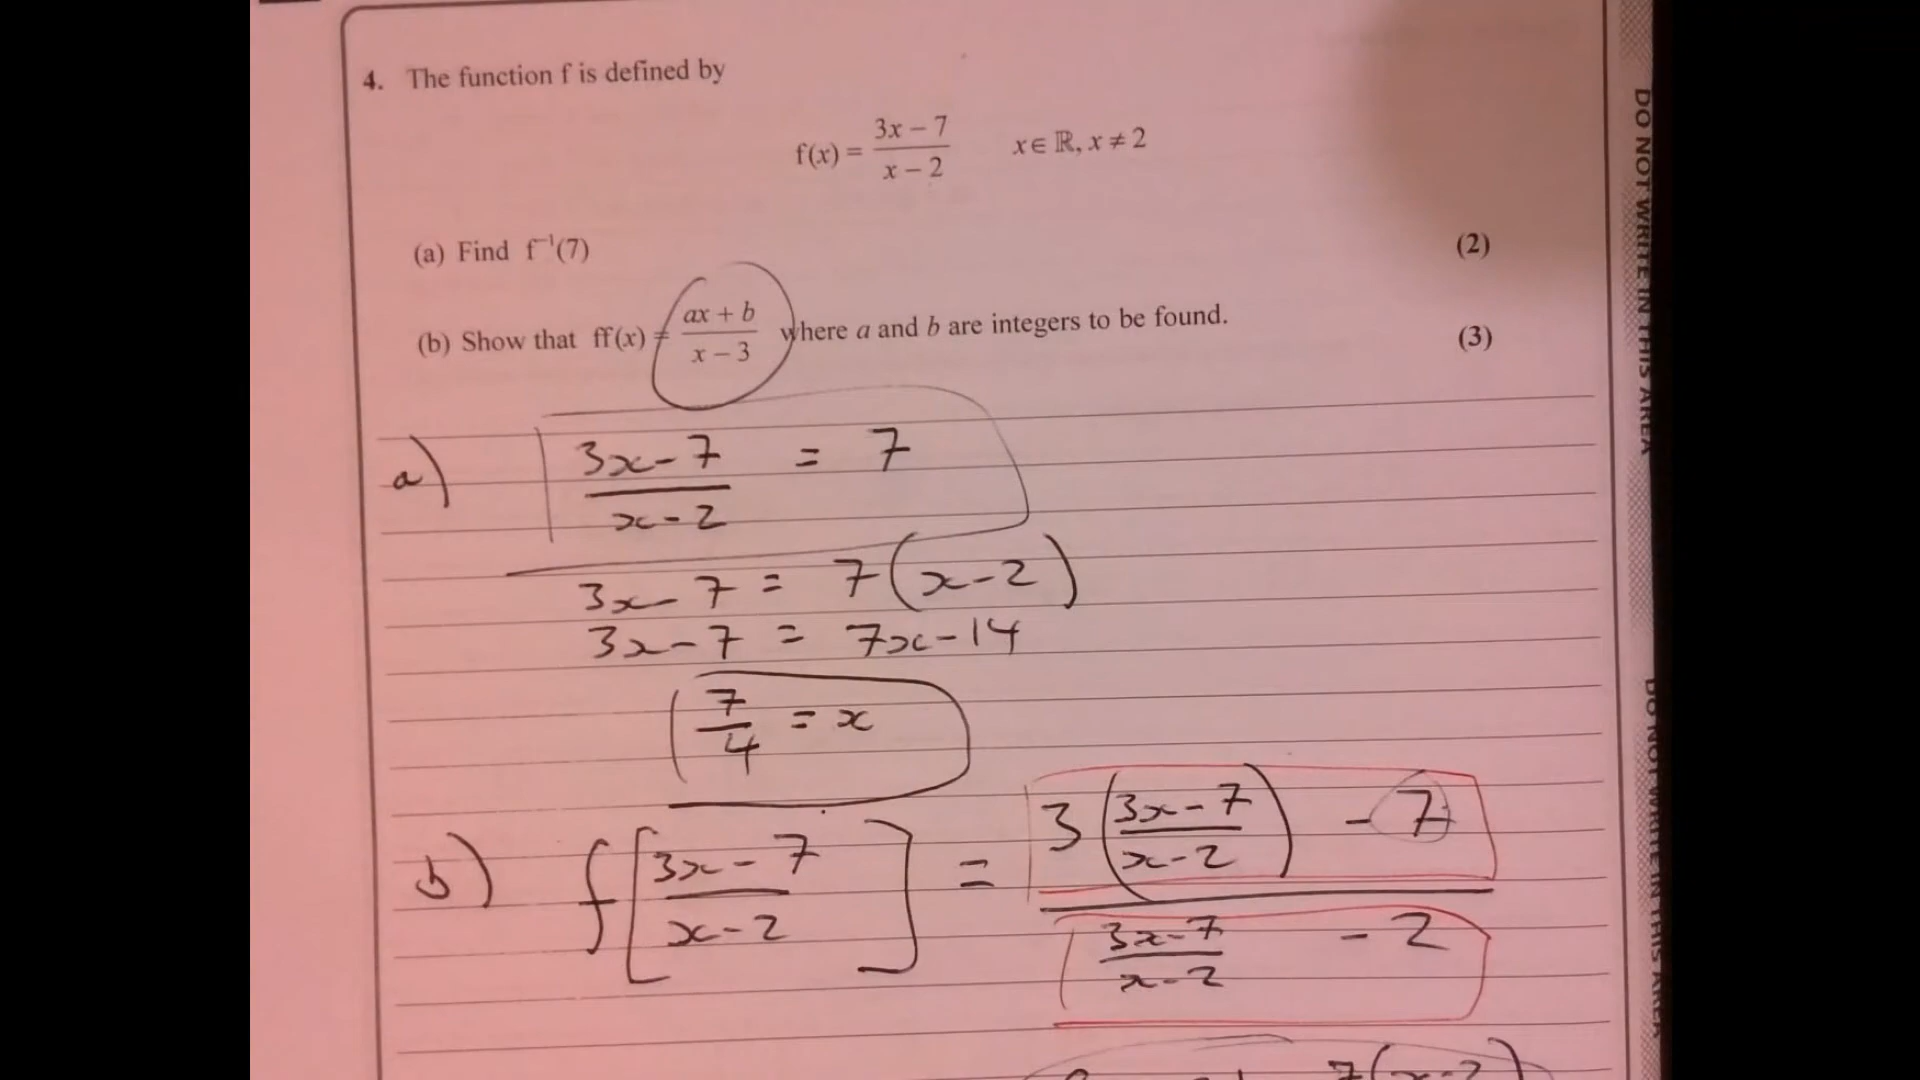 4. The function f is defined by
f(x) = (3x − 7)/(x − 2)    x ∈ ℝ, x ≠ 2
(a) Find f⁻¹(7)
(2)
(b) Show that ff(x) = (ax + b)/(x − 3) where a and b are integers to be found.
(3)
a) (3x − 7)/(x − 2) = 7
3x − 7 = 7(x − 2)
3x − 7 = 7x − 14
7/4 = x
b) f[(3x − 7)/(x − 2)] = (3((3x − 7)/(x − 2)) − 7)/((3x − 7)/(x − 2) − 2)
7(x − 2)
DO NOT WRITE IN THIS AREA
DO NOT WRITE IN THIS AREA